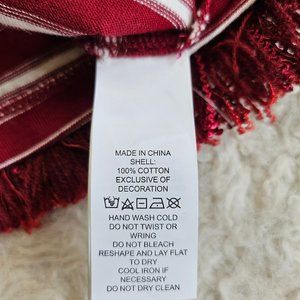 MADE IN CHINA
SHELL:
100% COTTON
EXCLUSIVE OF
DECORATION
HAND WASH COLD
DO NOT TWIST OR
WRING
DO NOT BLEACH
RESHAPE AND LAY FLAT
TO DRY
COOL IRON IF
NECESSARY
DO NOT DRY CLEAN